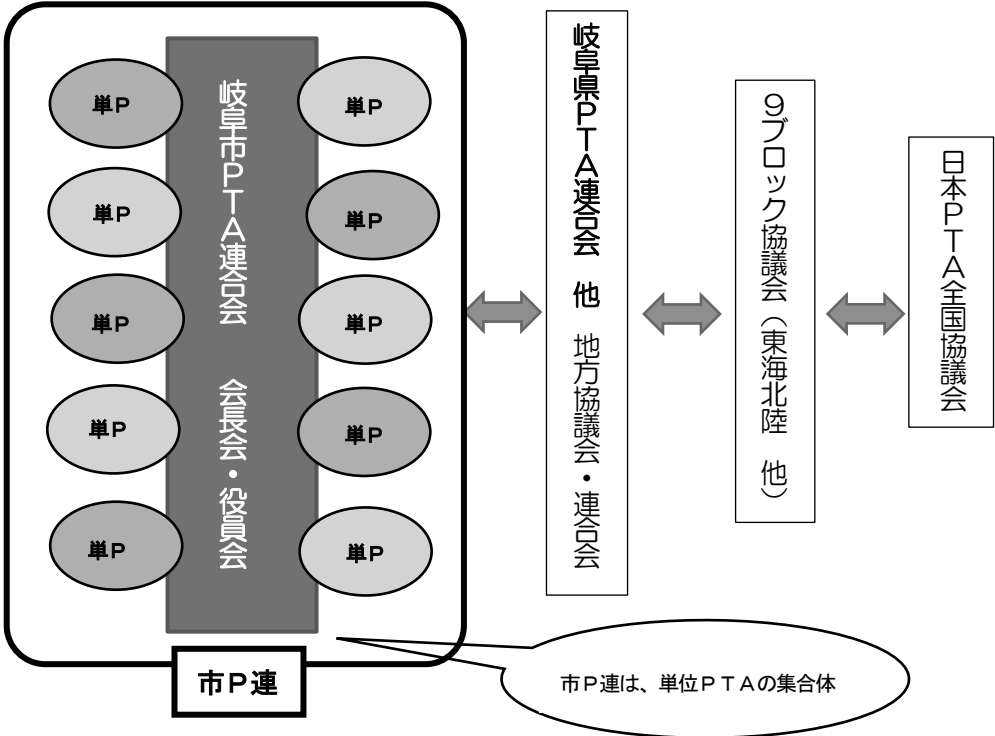 単Ｐ
単Ｐ
単Ｐ
単Ｐ
単Ｐ
岐阜市ＰＴＡ連合会　会長会・役員会
単Ｐ
単Ｐ
単Ｐ
単Ｐ
単Ｐ
市Ｐ連
岐阜県ＰＴＡ連合会　他　地方協議会・連合会
９ブロック協議会（東海北陸　他）
日本ＰＴＡ全国協議会
市Ｐ連は、単位ＰＴＡの集合体